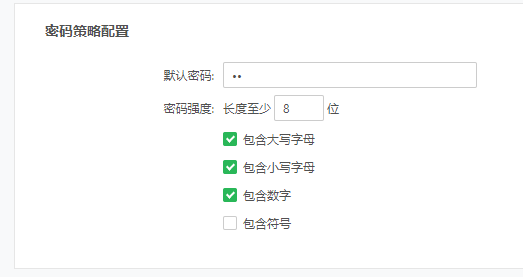 密码策略配置
默认密码: ••
密码强度: 长度至少 8 位
包含大写字母
包含小写字母
包含数字
包含符号